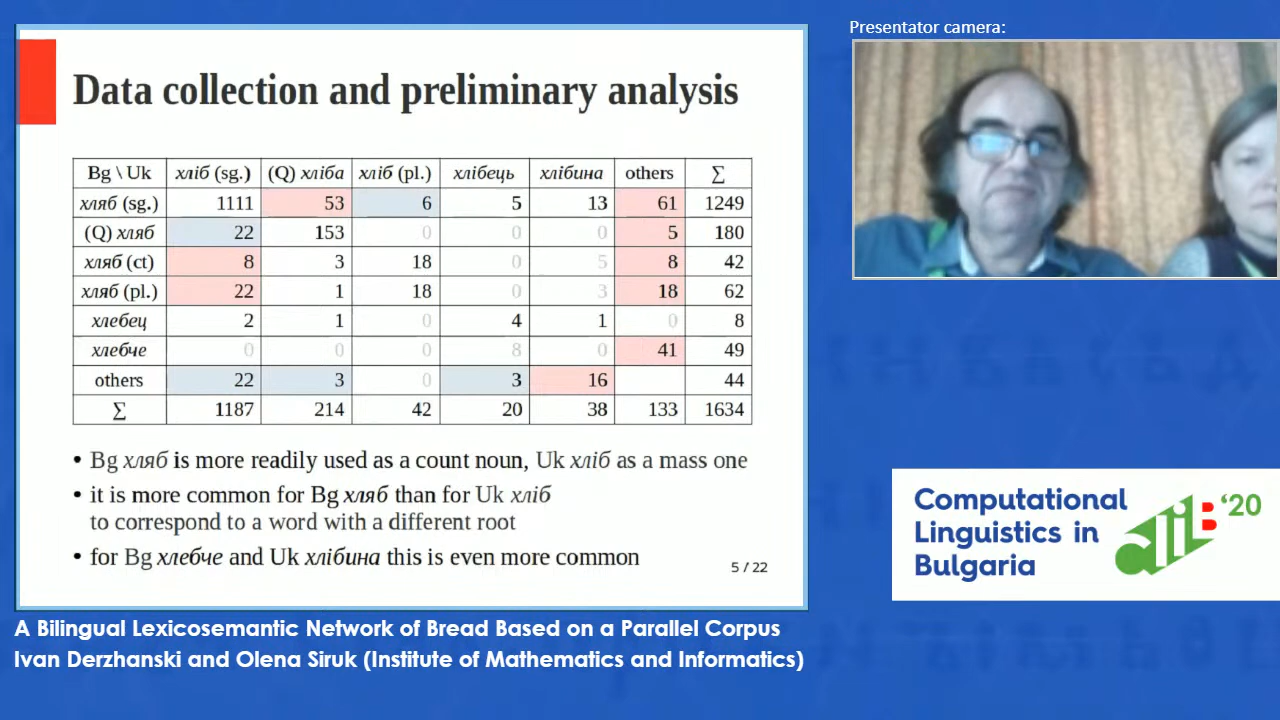 Presentator camera:
Data collection and preliminary analysis
Bg \ Uk хліб (sg.) (Q) хліба хліб (pl.) хлібець хлібина others ∑
хляб (sg.) 1111 53 6 5 13 61 1249
(Q) хляб 22 153 0 0 0 5 180
хляб (ct) 8 3 18 0 5 8 42
хляб (pl.) 22 1 18 0 3 18 62
хлебец 2 1 0 4 1 0 8
хлебче 0 0 0 8 0 41 49
others 22 3 0 3 16 44
∑ 1187 214 42 20 38 133 1634
• Bg хляб is more readily used as a count noun, Uk хліб as a mass one
• it is more common for Bg хляб than for Uk хліб
to correspond to a word with a different root
• for Bg хлебче and Uk хлібина this is even more common
5 / 22
Computational
Linguistics in
Bulgaria
cliB '20
A Bilingual Lexicosemantic Network of Bread Based on a Parallel Corpus
Ivan Derzhanski and Olena Siruk (Institute of Mathematics and Informatics)